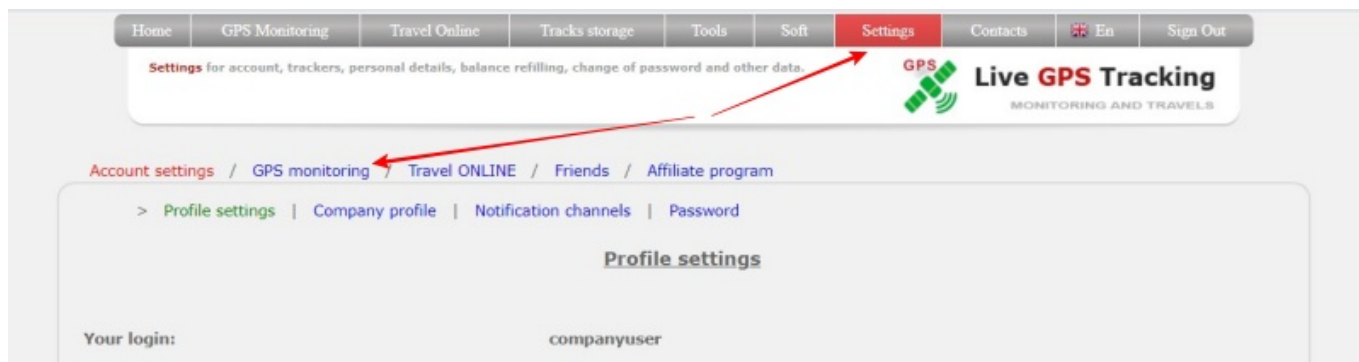 Home GPS Monitoring Travel Online Tracks storage Tools Soft Settings Contacts En Sign Out
Settings for account, trackers, personal details, balance refilling, change of password and other data.
GPS
Live GPS Tracking
MONITORING AND TRAVELS
Account settings / GPS monitoring / Travel ONLINE / Friends / Affiliate program
> Profile settings | Company profile | Notification channels | Password
Profile settings
Your login: companyuser